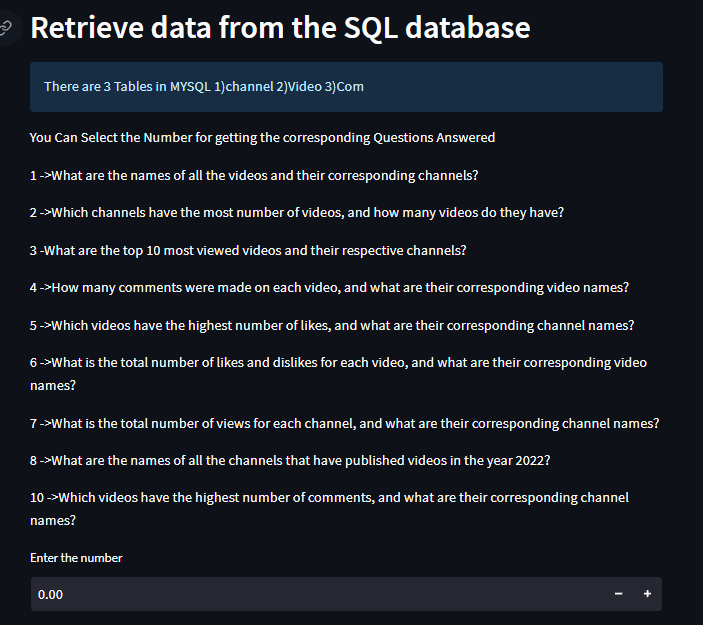 Retrieve data from the SQL database
There are 3 Tables in MYSQL 1)channel 2)Video 3)Com
You Can Select the Number for getting the corresponding Questions Answered
1 ->What are the names of all the videos and their corresponding channels?
2 ->Which channels have the most number of videos, and how many videos do they have?
3 -What are the top 10 most viewed videos and their respective channels?
4 ->How many comments were made on each video, and what are their corresponding video names?
5 ->Which videos have the highest number of likes, and what are their corresponding channel names?
6 ->What is the total number of likes and dislikes for each video, and what are their corresponding video
names?
7 ->What is the total number of views for each channel, and what are their corresponding channel names?
8 ->What are the names of all the channels that have published videos in the year 2022?
10 ->Which videos have the highest number of comments, and what are their corresponding channel
names?
Enter the number
0.00 − +